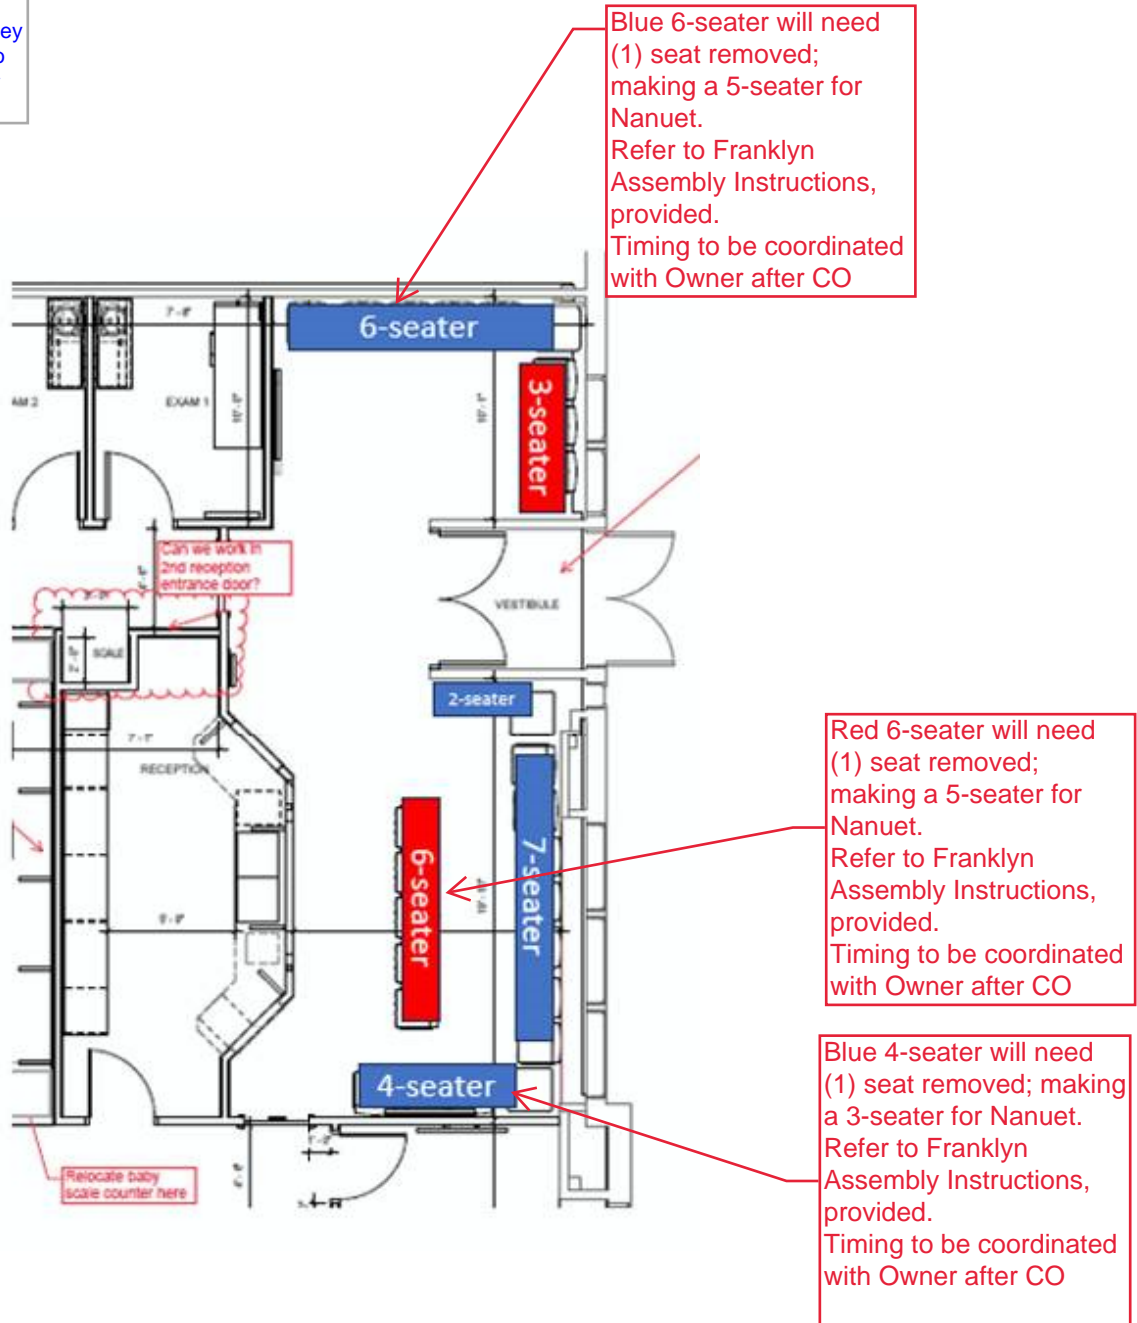 ey
Blue 6-seater will need
(1) seat removed;
making a 5-seater for
Nanuet.
Refer to Franklyn
Assembly Instructions,
provided.
Timing to be coordinated
with Owner after CO
6-seater
7'-8"
3-seater
AM 2
EXAM 1
Can we work in
2nd reception
entrance door?
VESTIBULE
SCALE
2-seater
RECEPTION
Red 6-seater will need
(1) seat removed;
making a 5-seater for
Nanuet.
Refer to Franklyn
Assembly Instructions,
provided.
Timing to be coordinated
with Owner after CO
6-seater
7-seater
4-seater
Blue 4-seater will need
(1) seat removed; making
a 3-seater for Nanuet.
Refer to Franklyn
Assembly Instructions,
provided.
Timing to be coordinated
with Owner after CO
Relocate baby
scale counter here